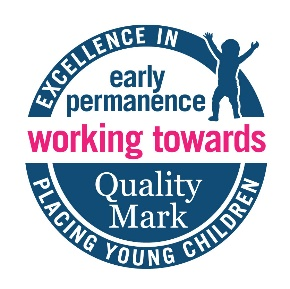 EXCELLENCE IN
early
permanence
working towards
Quality
Mark
PLACING YOUNG CHILDREN